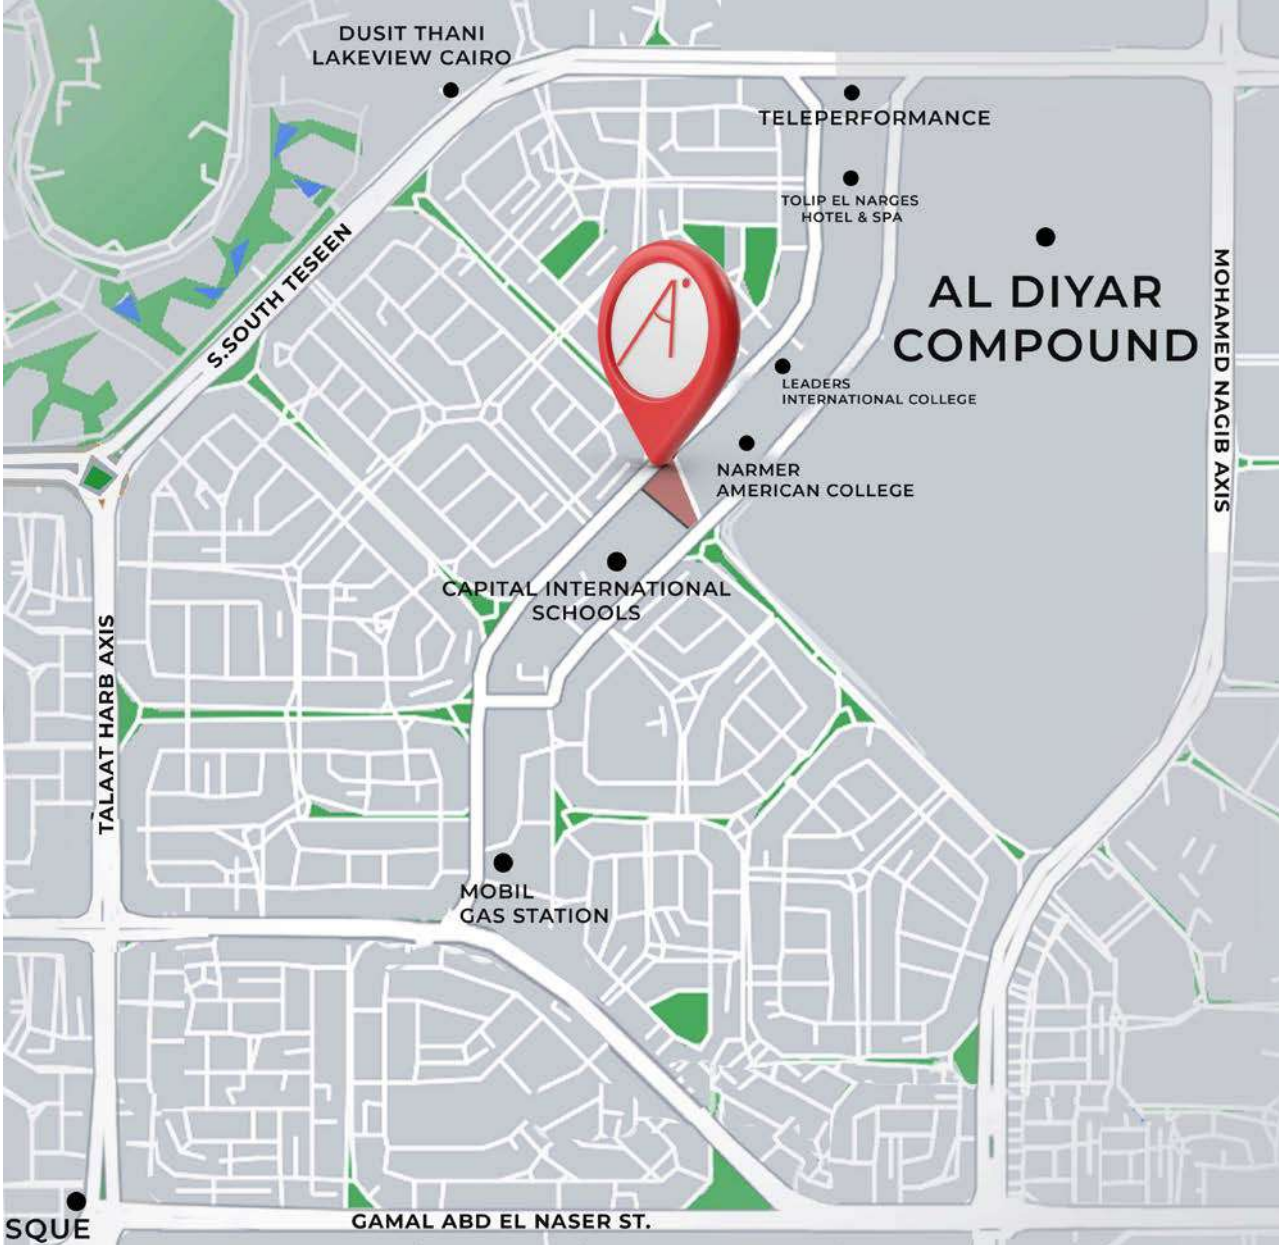 DUSIT THANI
LAKEVIEW CAIRO
TELEPERFORMANCE
TOLIP EL NARGES
HOTEL & SPA
S.SOUTH TESEEN
AL DIYAR
COMPOUND
MOHAMED NAGIB AXIS
A
LEADERS
INTERNATIONAL COLLEGE
NARMER
AMERICAN COLLEGE
CAPITAL INTERNATIONAL
SCHOOLS
TALAAT HARB AXIS
MOBIL
GAS STATION
SQUE
GAMAL ABD EL NASER ST.